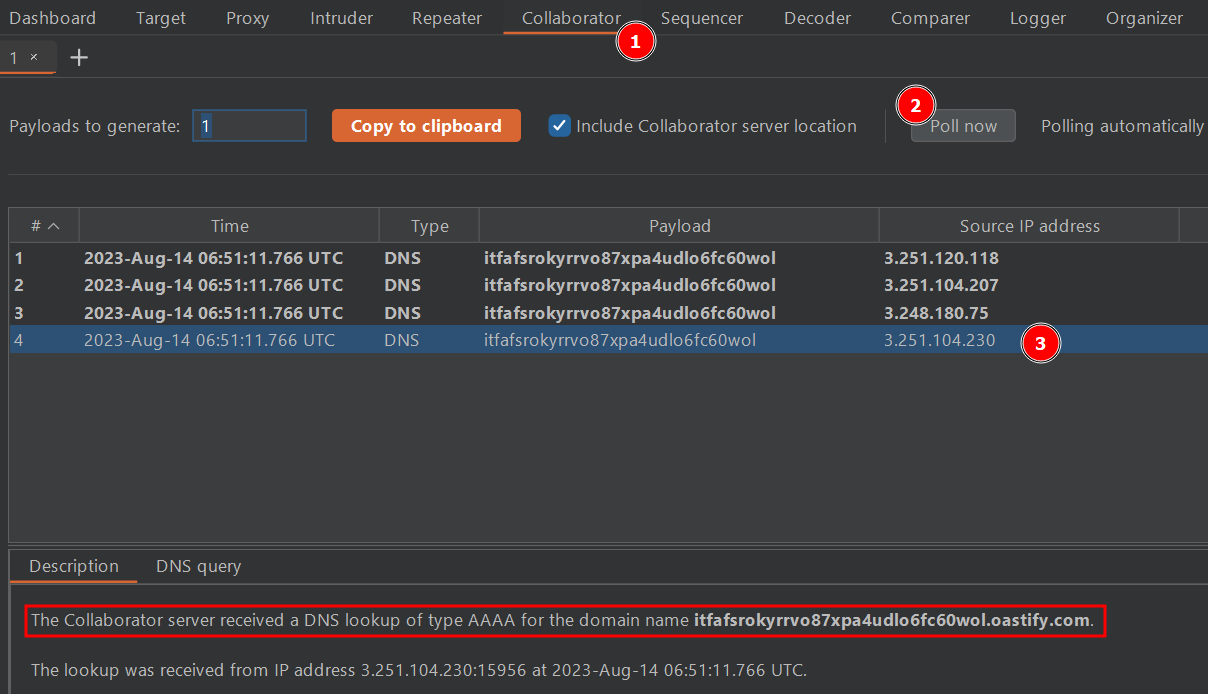 Dashboard Target Proxy Intruder Repeater Collaborator Sequencer Decoder Comparer Logger Organizer
1
1 × +
2
Payloads to generate: 1 Copy to clipboard Include Collaborator server location Poll now Polling automatically
# Time Type Payload Source IP address
1 2023-Aug-14 06:51:11.766 UTC DNS itfafsrokyrrvo87xpa4udlo6fc60wol 3.251.120.118
2 2023-Aug-14 06:51:11.766 UTC DNS itfafsrokyrrvo87xpa4udlo6fc60wol 3.251.104.207
3 2023-Aug-14 06:51:11.766 UTC DNS itfafsrokyrrvo87xpa4udlo6fc60wol 3.248.180.75
4 2023-Aug-14 06:51:11.766 UTC DNS itfafsrokyrrvo87xpa4udlo6fc60wol 3.251.104.230 3
Description DNS query
The Collaborator server received a DNS lookup of type AAAA for the domain name itfafsrokyrrvo87xpa4udlo6fc60wol.oastify.com.
The lookup was received from IP address 3.251.104.230:15956 at 2023-Aug-14 06:51:11.766 UTC.